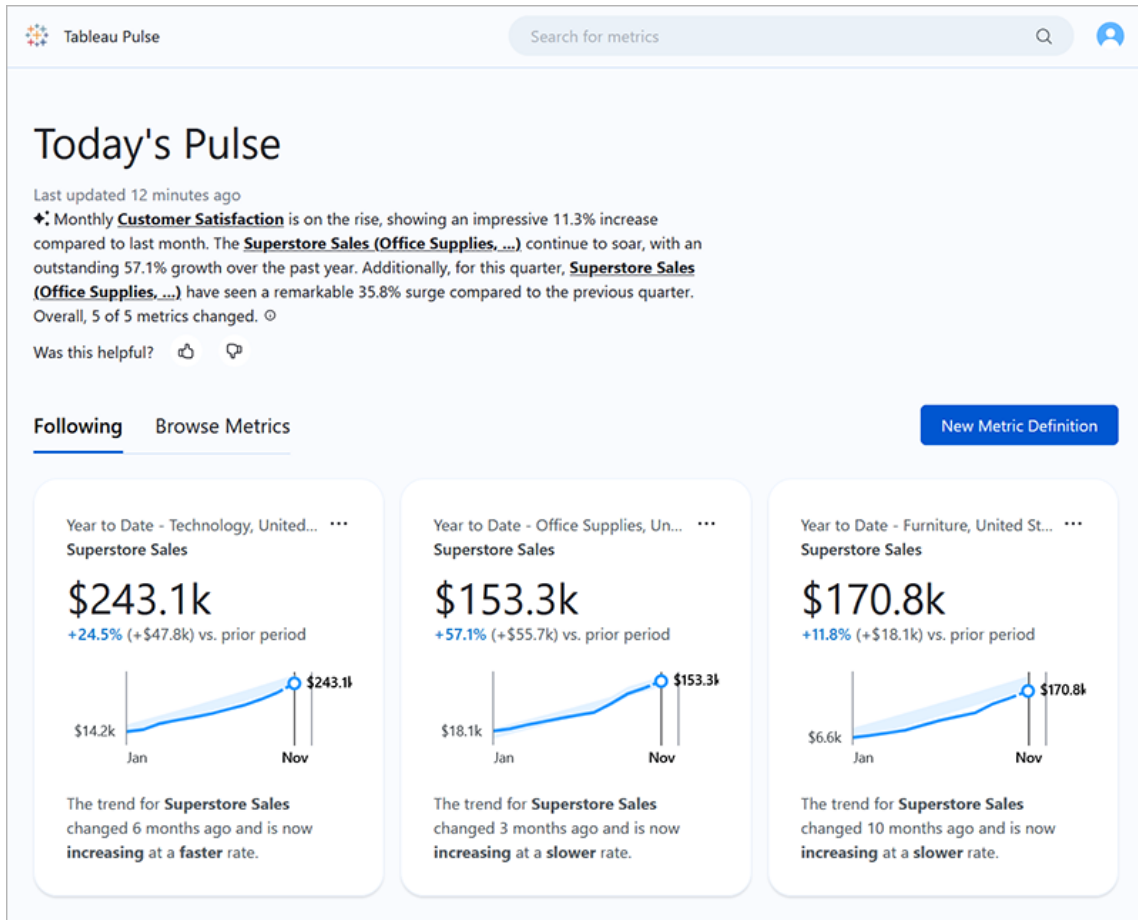 Tableau Pulse
Search for metrics
Today's Pulse
Last updated 12 minutes ago
Monthly Customer Satisfaction is on the rise, showing an impressive 11.3% increase
compared to last month. The Superstore Sales (Office Supplies, ...) continue to soar, with an
outstanding 57.1% growth over the past year. Additionally, for this quarter, Superstore Sales
(Office Supplies, ...) have seen a remarkable 35.8% surge compared to the previous quarter.
Overall, 5 of 5 metrics changed.
Was this helpful?
Following Browse Metrics
New Metric Definition
Year to Date - Technology, United...
Superstore Sales
$243.1k
+24.5% (+$47.8k) vs. prior period
$243.1k
$14.2k
Jan Nov
The trend for Superstore Sales
changed 6 months ago and is now
increasing at a faster rate.
Year to Date - Office Supplies, Un...
Superstore Sales
$153.3k
+57.1% (+$55.7k) vs. prior period
$153.3k
$18.1k
Jan Nov
The trend for Superstore Sales
changed 3 months ago and is now
increasing at a slower rate.
Year to Date - Furniture, United St...
Superstore Sales
$170.8k
+11.8% (+$18.1k) vs. prior period
$170.8k
$6.6k
Jan Nov
The trend for Superstore Sales
changed 10 months ago and is now
increasing at a slower rate.